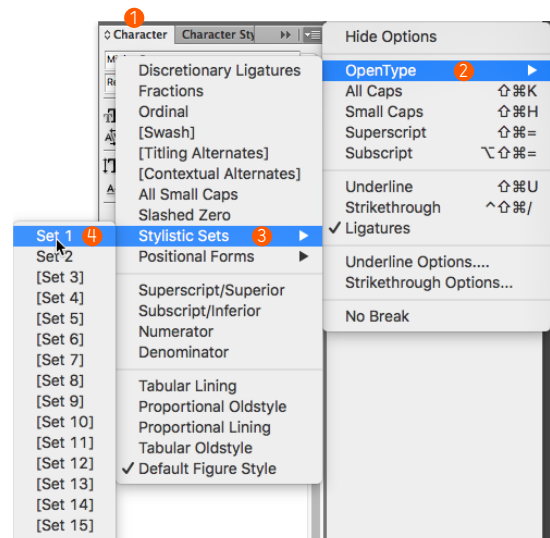 1
Character
Character Sty
Hide Options
OpenType 2
All Caps ⇧⌘K
Small Caps ⇧⌘H
Superscript ⇧⌘=
Subscript ⌥⇧⌘=
Underline ⇧⌘U
Strikethrough ^⇧⌘/
✓ Ligatures
Underline Options....
Strikethrough Options...
No Break
Discretionary Ligatures
Fractions
Ordinal
[Swash]
[Titling Alternates]
[Contextual Alternates]
All Small Caps
Slashed Zero
Stylistic Sets 3
Positional Forms
Superscript/Superior
Subscript/Inferior
Numerator
Denominator
Tabular Lining
Proportional Oldstyle
Proportional Lining
Tabular Oldstyle
✓ Default Figure Style
Set 1 4
Set 2
[Set 3]
[Set 4]
[Set 5]
[Set 6]
[Set 7]
[Set 8]
[Set 9]
[Set 10]
[Set 11]
[Set 12]
[Set 13]
[Set 14]
[Set 15]